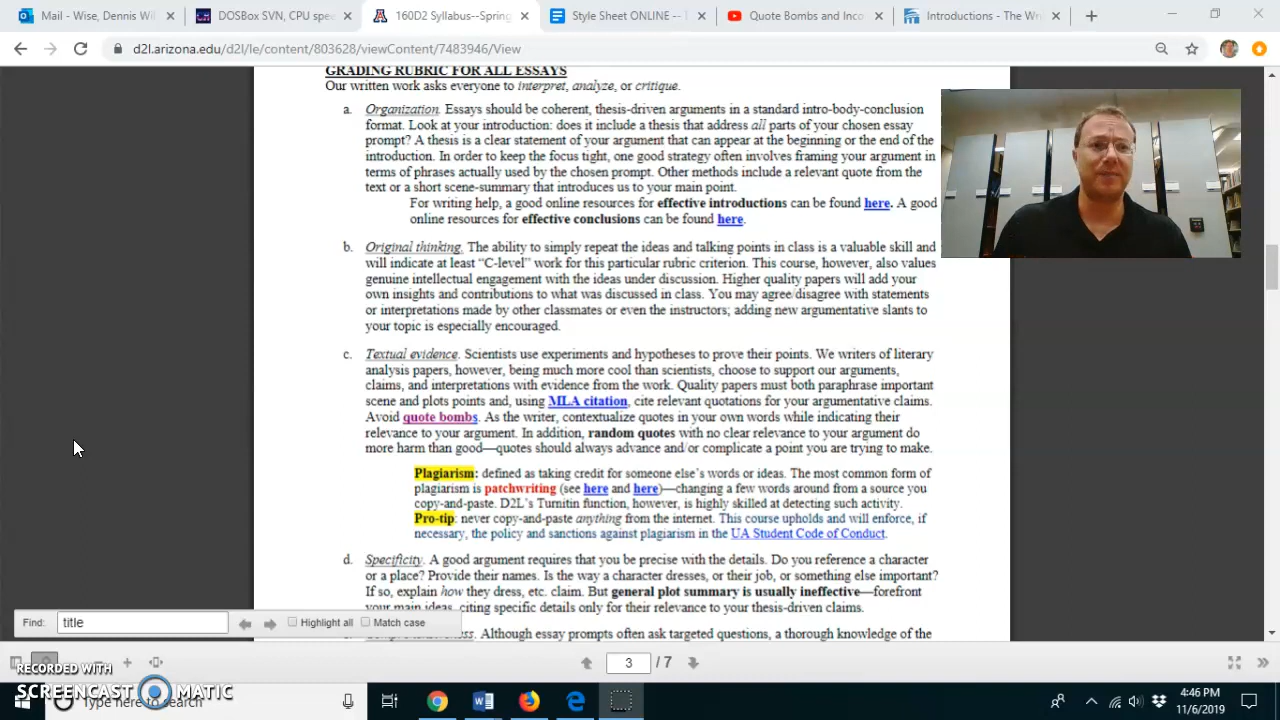 Mail - Wise, Dennis Wil
DOSBox SVN, CPU spee
160D2 Syllabus--Spring
Style Sheet ONLINE --
Quote Bombs and Inco
Introductions - The Wr
d2l.arizona.edu/d2l/le/content/803628/viewContent/7483946/View
GRADING RUBRIC FOR ALL ESSAYS
Our written work asks everyone to interpret, analyze, or critique.
a. Organization. Essays should be coherent, thesis-driven arguments in a standard intro-body-conclusion
format. Look at your introduction: does it include a thesis that address all parts of your chosen essay
prompt? A thesis is a clear statement of your argument that can appear at the beginning or the end of the
introduction. In order to keep the focus tight, one good strategy often involves framing your argument in
terms of phrases actually used by the chosen prompt. Other methods include a relevant quote from the
text or a short scene-summary that introduces us to your main point.
For writing help, a good online resources for effective introductions can be found here. A good
online resources for effective conclusions can be found here.
b. Original thinking. The ability to simply repeat the ideas and talking points in class is a valuable skill and
will indicate at least “C-level” work for this particular rubric criterion. This course, however, also values
genuine intellectual engagement with the ideas under discussion. Higher quality papers will add your
own insights and contributions to what was discussed in class. You may agree/disagree with statements
or interpretations made by other classmates or even the instructors; adding new argumentative slants to
your topic is especially encouraged.
c. Textual evidence. Scientists use experiments and hypotheses to prove their points. We writers of literary
analysis papers, however, being much more cool than scientists, choose to support our arguments,
claims, and interpretations with evidence from the work. Quality papers must both paraphrase important
scene and plots points and, using MLA citation, cite relevant quotations for your argumentative claims.
Avoid quote bombs. As the writer, contextualize quotes in your own words while indicating their
relevance to your argument. In addition, random quotes with no clear relevance to your argument do
more harm than good—quotes should always advance and/or complicate a point you are trying to make.
Plagiarism: defined as taking credit for someone else’s words or ideas. The most common form of
plagiarism is patchwriting (see here and here)—changing a few words around from a source you
copy-and-paste. D2L’s Turnitin function, however, is highly skilled at detecting such activity.
Pro-tip: never copy-and-paste anything from the internet. This course upholds and will enforce, if
necessary, the policy and sanctions against plagiarism in the UA Student Code of Conduct.
d. Specificity. A good argument requires that you be precise with the details. Do you reference a character
or a place? Provide their names. Is the way a character dresses, or their job, or something else important?
If so, explain how they dress, etc. claim. But general plot summary is usually ineffective—forefront
your main ideas, citing specific details only for their relevance to your thesis-driven claims.
Although essay prompts often ask targeted questions, a thorough knowledge of the
Find: title
Highlight all
Match case
3 / 7
RECORDED WITH
SCREENCAST MATIC
Type here to search
4:46 PM
11/6/2019